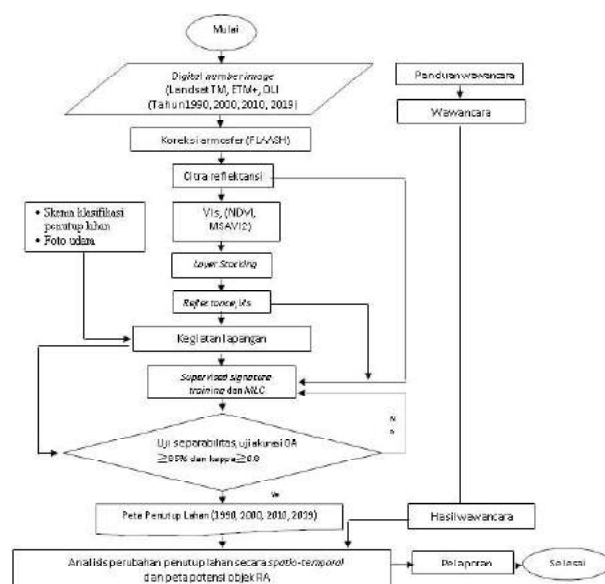 Mulai
Digital number image
(Landsat TM, ETM+, OLI
(Tahun 1990, 2000, 2010, 2019)
Panduan wawancara
Wawancara
Koreksi atmosfer (FLAASH)
Citra reflektansi
• Skema klasifikasi
penutup lahan
• Foto udara
VIs, (NDVI,
MSAVI2)
Layer Stacking
Reflectance, VIs
Kegiatan lapangan
Supervised signature
training dan MLC
N
o
Uji separabilitas, uji akurasi OA
≥85% dan kappa ≥0.8
Ya
Peta Penutup Lahan (1990, 2000, 2010, 2019)
Hasil wawancara
Analisis perubahan penutup lahan secara spatio-temporal
dan peta potensi objek RA
Pelaporan
Selesai